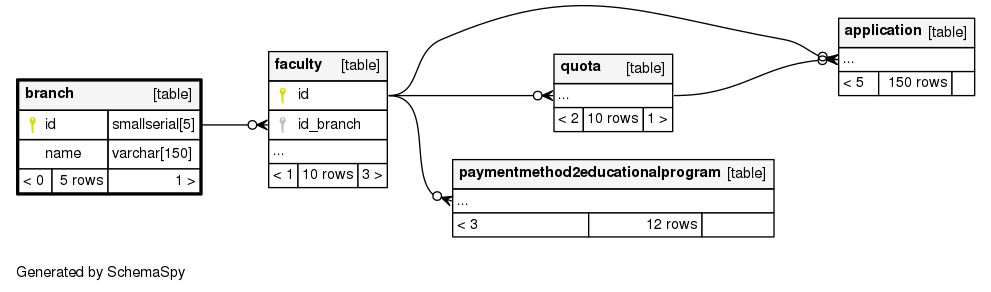 branch [table]
id smallserial[5]
name varchar[150]
< 0 5 rows 1 >
faculty [table]
id
id_branch
...
< 1 10 rows 3 >
quota [table]
...
< 2 10 rows 1 >
paymentmethod2educationalprogram [table]
...
< 3 12 rows
application [table]
...
< 5 150 rows
Generated by SchemaSpy